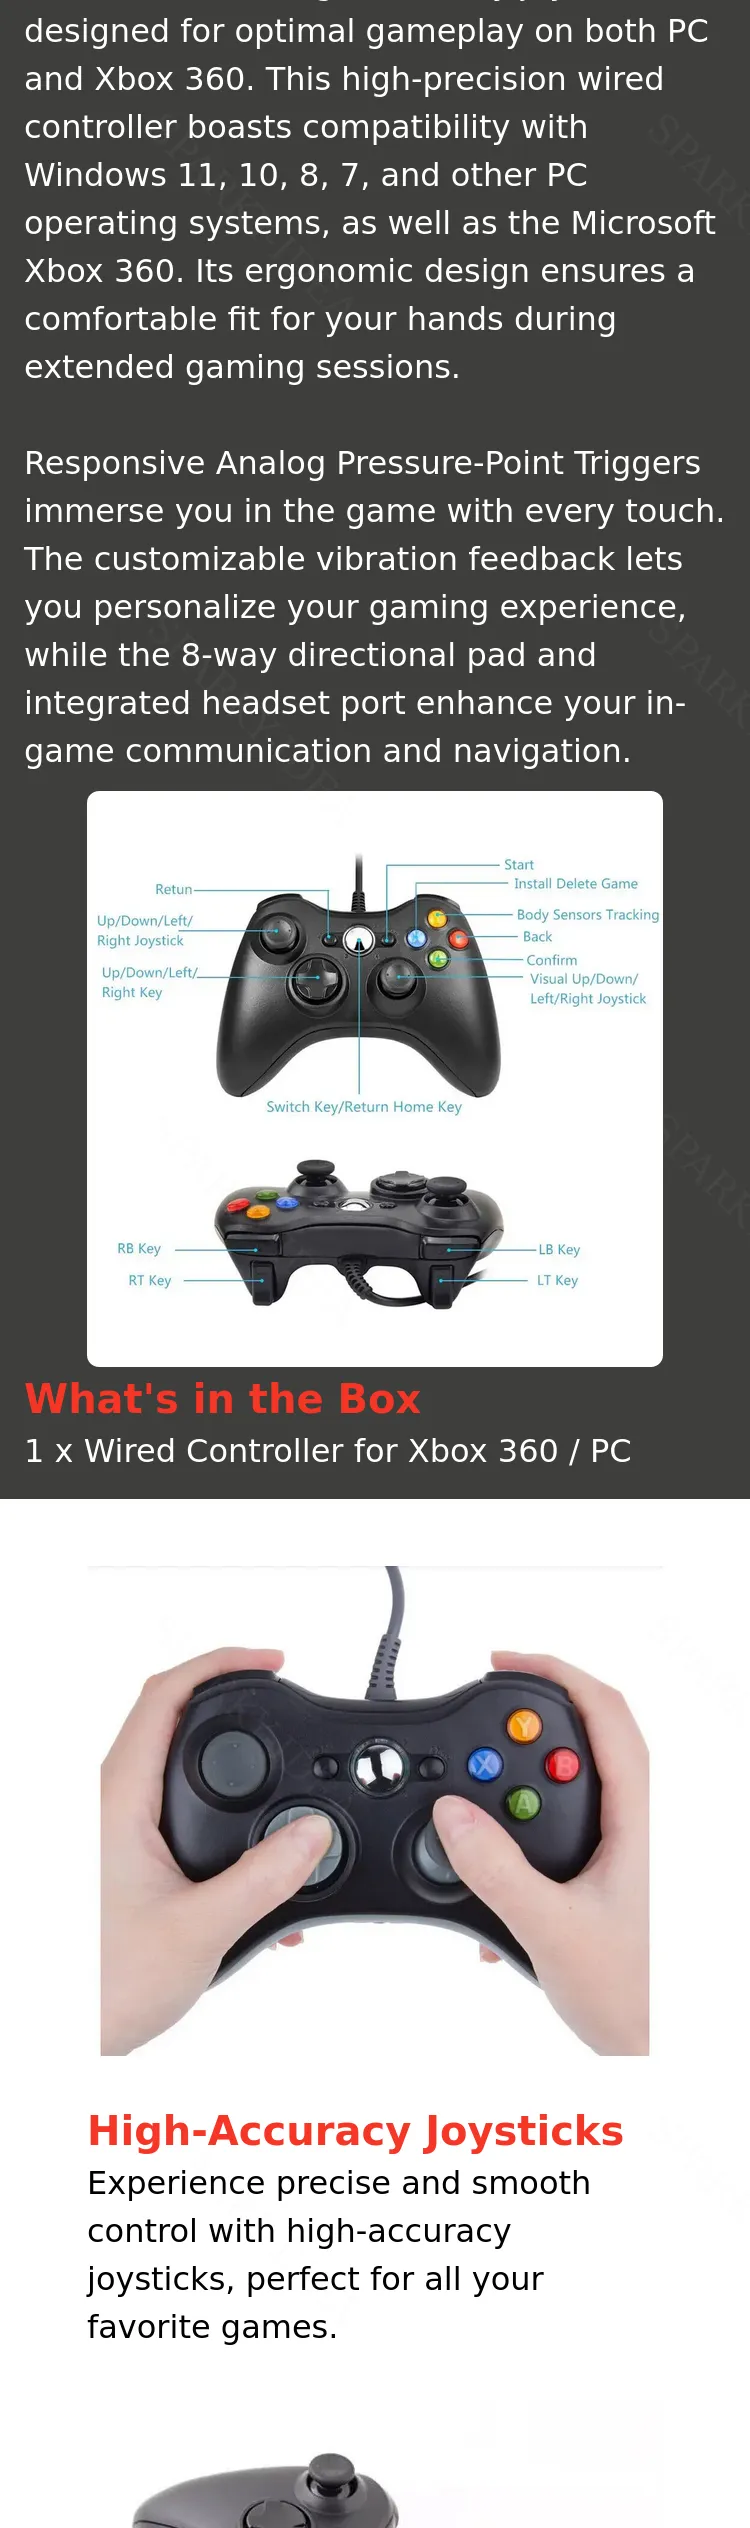 designed for optimal gameplay on both PC
and Xbox 360. This high-precision wired
controller boasts compatibility with
Windows 11, 10, 8, 7, and other PC
operating systems, as well as the Microsoft
Xbox 360. Its ergonomic design ensures a
comfortable fit for your hands during
extended gaming sessions.
Responsive Analog Pressure-Point Triggers
immerse you in the game with every touch.
The customizable vibration feedback lets
you personalize your gaming experience,
while the 8-way directional pad and
integrated headset port enhance your in-
game communication and navigation.
Start
Install Delete Game
Retun
Body Sensors Tracking
Up/Down/Left/
Right Joystick
Back
Confirm
Up/Down/Left/
Right Key
Visual Up/Down/
Left/Right Joystick
Switch Key/Return Home Key
RB Key
LB Key
RT Key
LT Key
What's in the Box
1 x Wired Controller for Xbox 360 / PC
Y
X
B
A
High-Accuracy Joysticks
Experience precise and smooth
control with high-accuracy
joysticks, perfect for all your
favorite games.